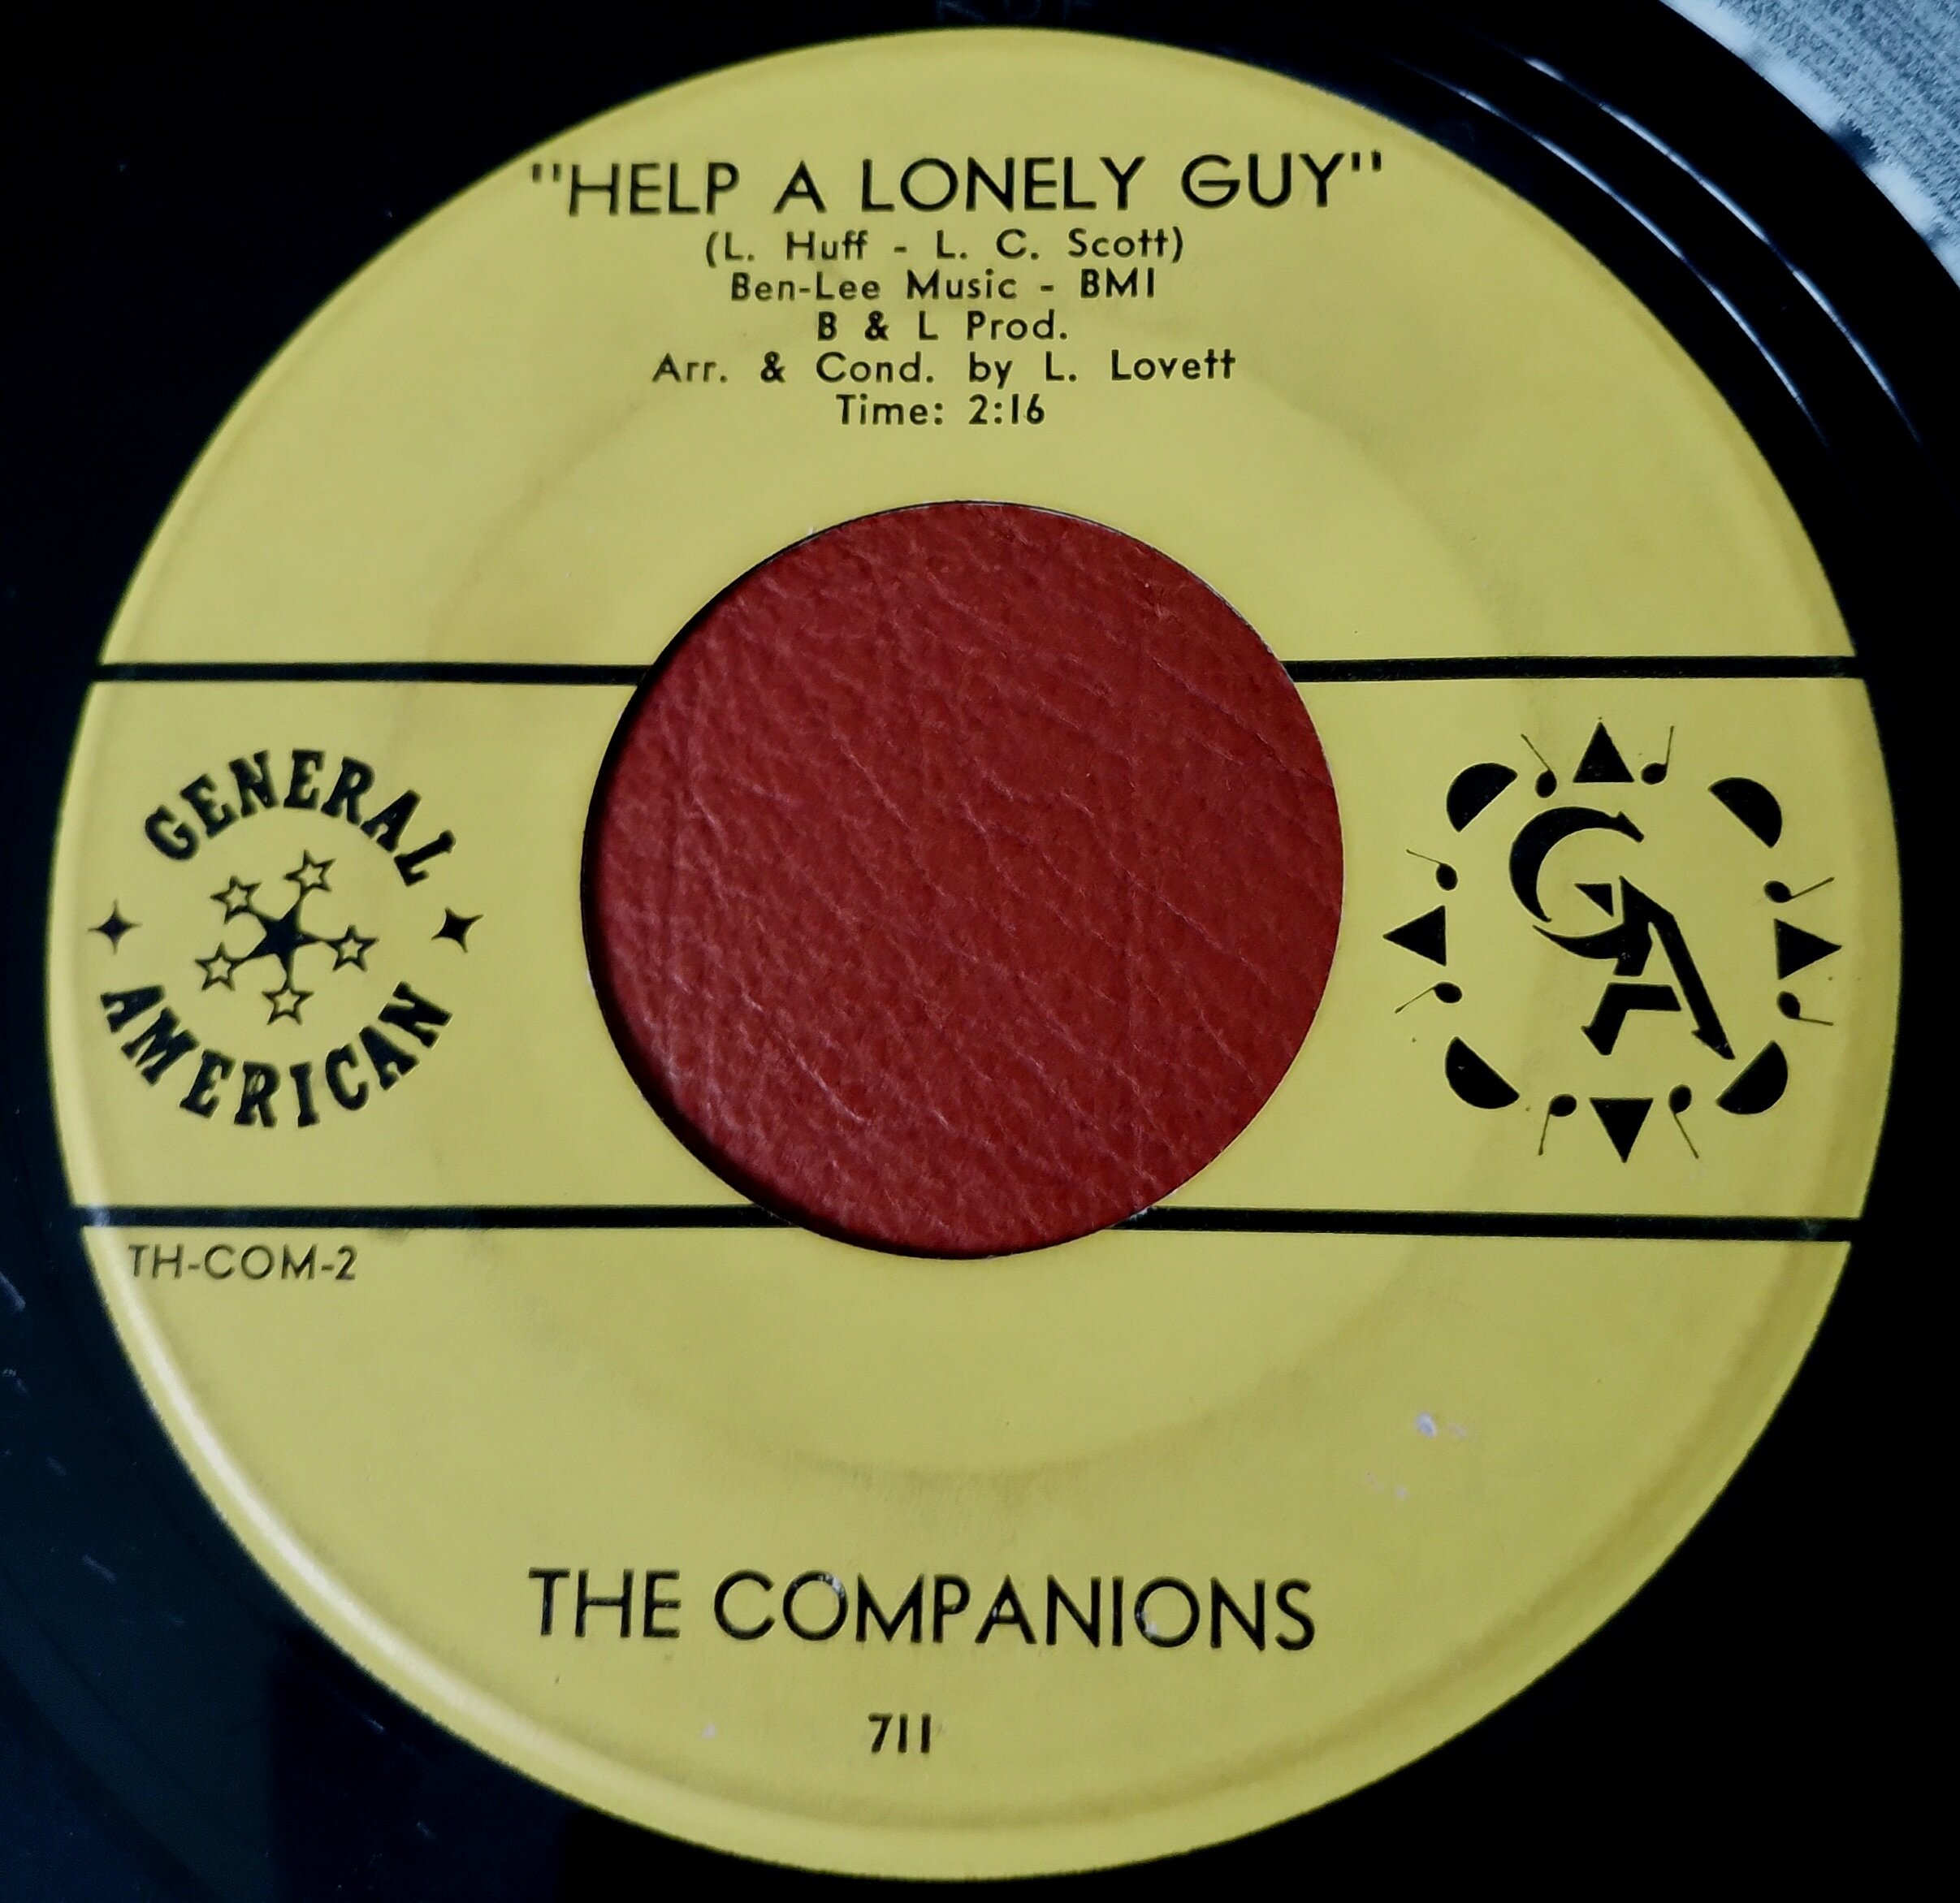 "HELP A LONELY GUY"
(L. Huff - L. C. Scott)
Ben-Lee Music - BMI
B & L Prod.
Arr. & Cond. by L. Lovett
Time: 2:16
GENERAL
AMERICAN
GA
TH-COM-2
THE COMPANIONS
711